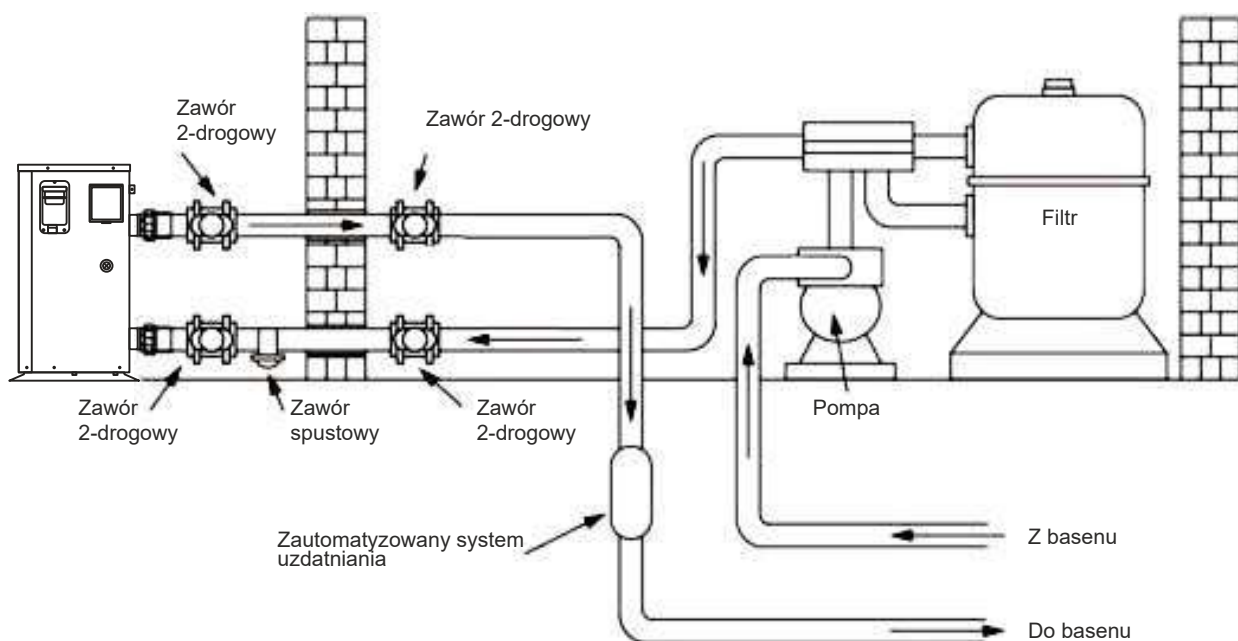 Zawór
2-drogowy
Zawór 2-drogowy
Filtr
Zawór
2-drogowy
Zawór
spustowy
Zawór
2-drogowy
Pompa
Zautomatyzowany system
uzdatniania
Z basenu
Do basenu